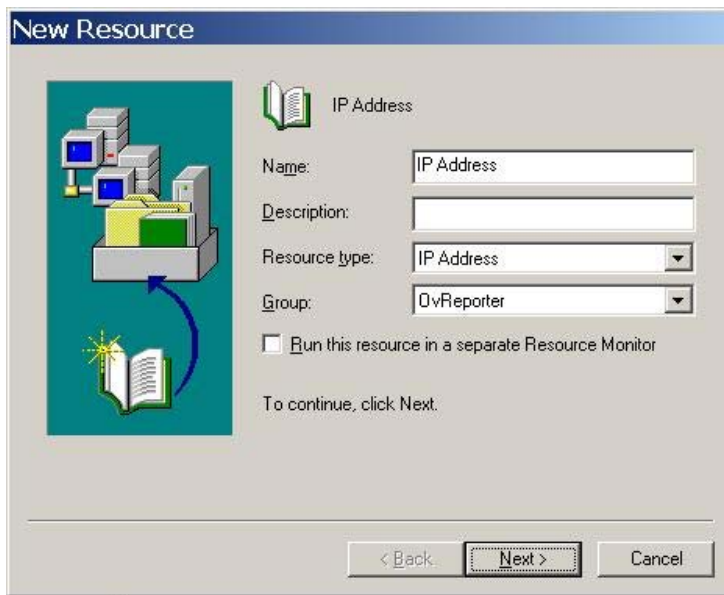 New Resource
IP Address
Name: IP Address
Description:
Resource type: IP Address
Group: OvReporter
Run this resource in a separate Resource Monitor
To continue, click Next.
< Back Next > Cancel